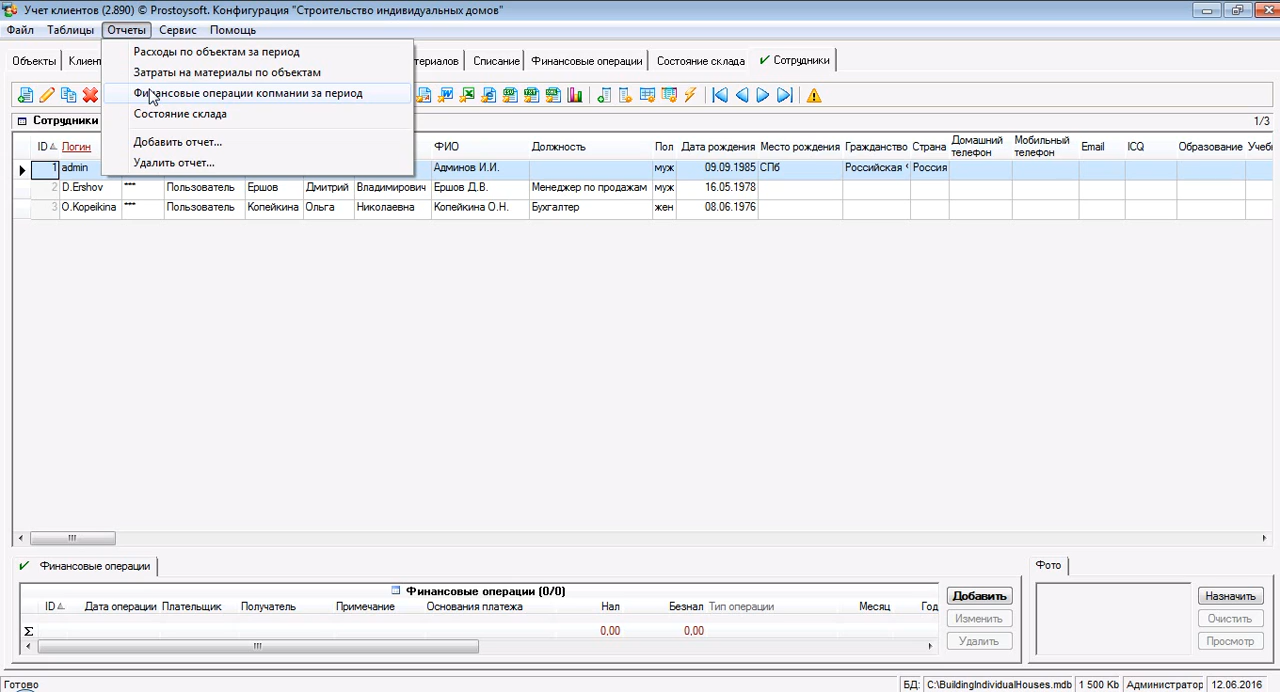 Учет клиентов (2.890) © Prostoysoft. Конфигурация "Строительство индивидуальных домов"
Файл Таблицы Отчеты Сервис Помощь
Расходы по объектам за период
Затраты на материалы по объектам
Финансовые операции копмании за период
Состояние склада
Добавить отчет...
Удалить отчет...
Объекты Клиен териалов Списание Финансовые операции Состояние склада Сотрудники
Сотрудники 1/3
ID Логин ФИО Должность Пол Дата рождения Место рождения Гражданство Страна Домашний телефон Мобильный телефон Email ICQ Образование Учебн
1 admin Админов И.И. муж 09.09.1985 СПб Российская Россия
2 D.Ershov *** Пользователь Ершов Дмитрий Владимирович Ершов Д.В. Менеджер по продажам муж 16.05.1978
3 O.Kopeikina *** Пользователь Копейкина Ольга Николаевна Копейкина О.Н. Бухгалтер жен 08.06.1976
Финансовые операции
Финансовые операции (0/0)
ID Дата операции Плательщик Получатель Примечание Основания платежа Нал Безнал Тип операции Месяц Год
Σ 0,00 0,00
Добавить
Изменить
Удалить
Фото
Назначить
Очистить
Просмотр
Готово БД: C:\BuildingIndividualHouses.mdb 1 500 Kb Администратор 12.06.2016